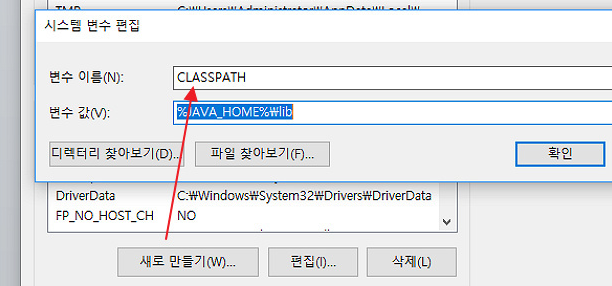 시스템 변수 편집
변수 이름(N):
CLASSPATH
변수 값(V):
%JAVA_HOME%₩lib
디렉터리 찾아보기(D)...
파일 찾아보기(F)...
확인
DriverData
C:₩Windows₩System32₩Drivers₩DriverData
FP_NO_HOST_CH
NO
새로 만들기(W)...
편집(I)...
삭제(L)